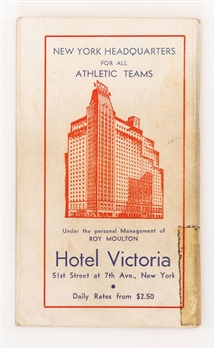 NEW YORK HEADQUARTERS
FOR ALL
ATHLETIC TEAMS
Under the personal Management of
ROY MOULTON
Hotel Victoria
51st Street at 7th Ave., New York
Daily Rates from $2.50